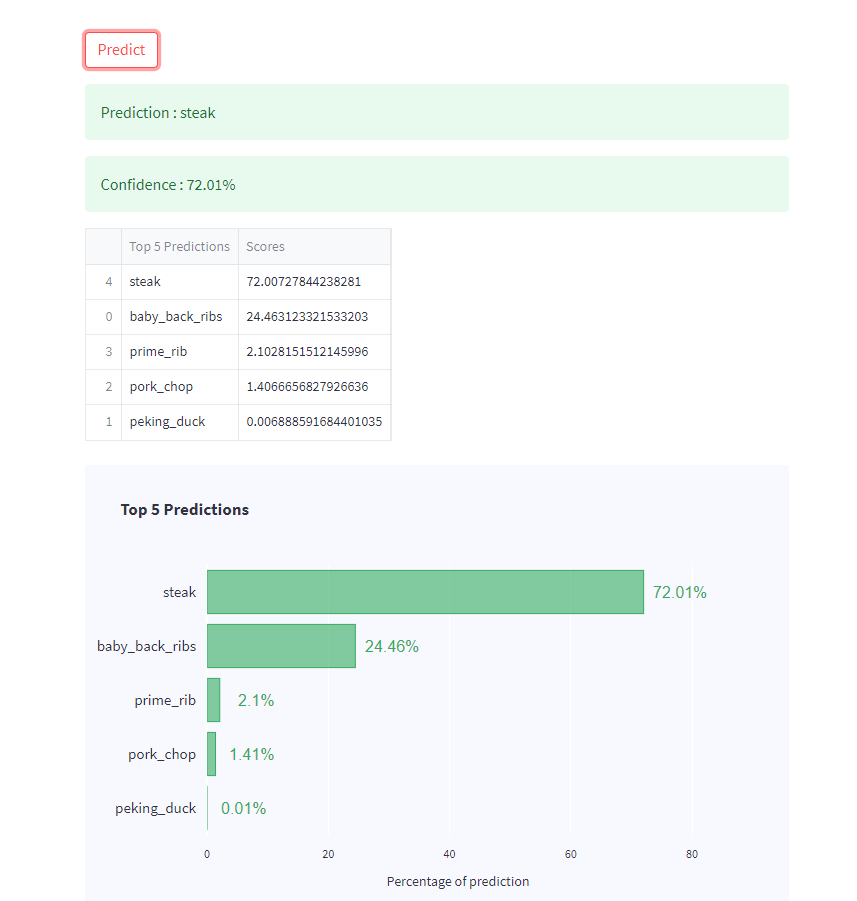 Predict
Prediction : steak
Confidence : 72.01%
Top 5 Predictions Scores
4 steak 72.00727844238281
0 baby_back_ribs 24.463123321533203
3 prime_rib 2.1028151512145996
2 pork_chop 1.4066656827926636
1 peking_duck 0.006888591684401035
Top 5 Predictions
steak 72.01%
baby_back_ribs 24.46%
prime_rib 2.1%
pork_chop 1.41%
peking_duck 0.01%
0 20 40 60 80
Percentage of prediction